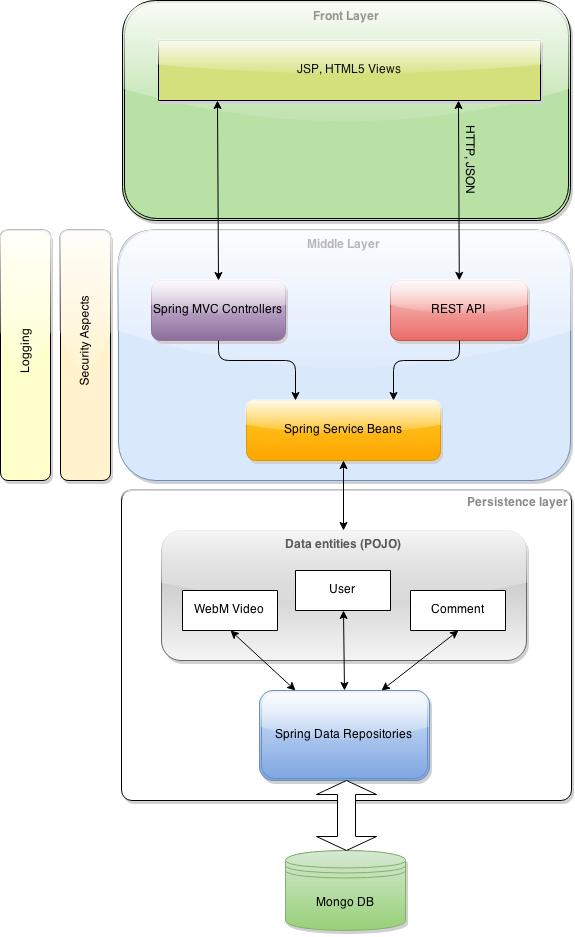 Front Layer
JSP, HTML5 Views
HTTP, JSON
Middle Layer
Logging
Security Aspects
Spring MVC Controllers
REST API
Spring Service Beans
Persistence layer
Data entities (POJO)
WebM Video
User
Comment
Spring Data Repositories
Mongo DB